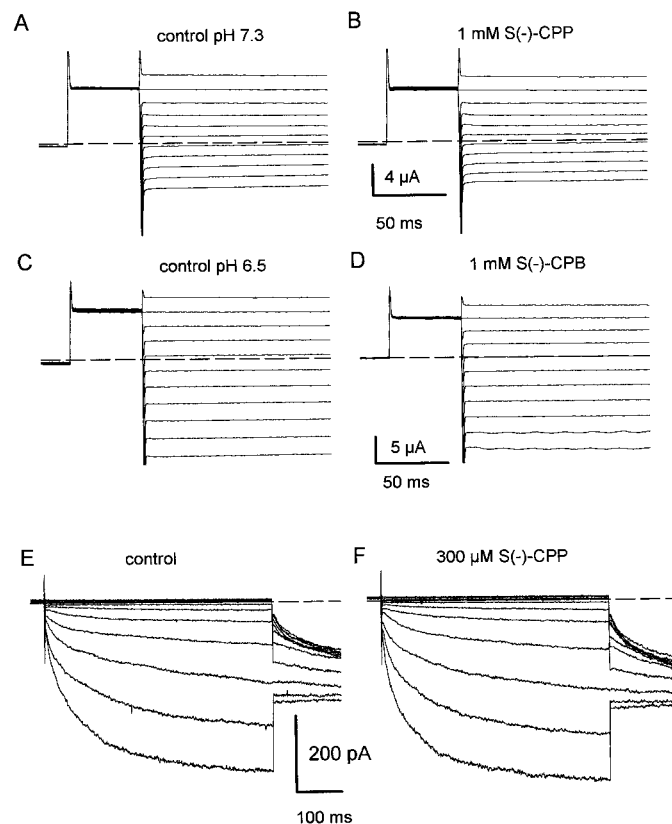 A
control pH 7.3
B
1 mM S(-)-CPP
4 µA
50 ms
C
control pH 6.5
D
1 mM S(-)-CPB
5 µA
50 ms
E
control
F
300 µM S(-)-CPP
200 pA
100 ms